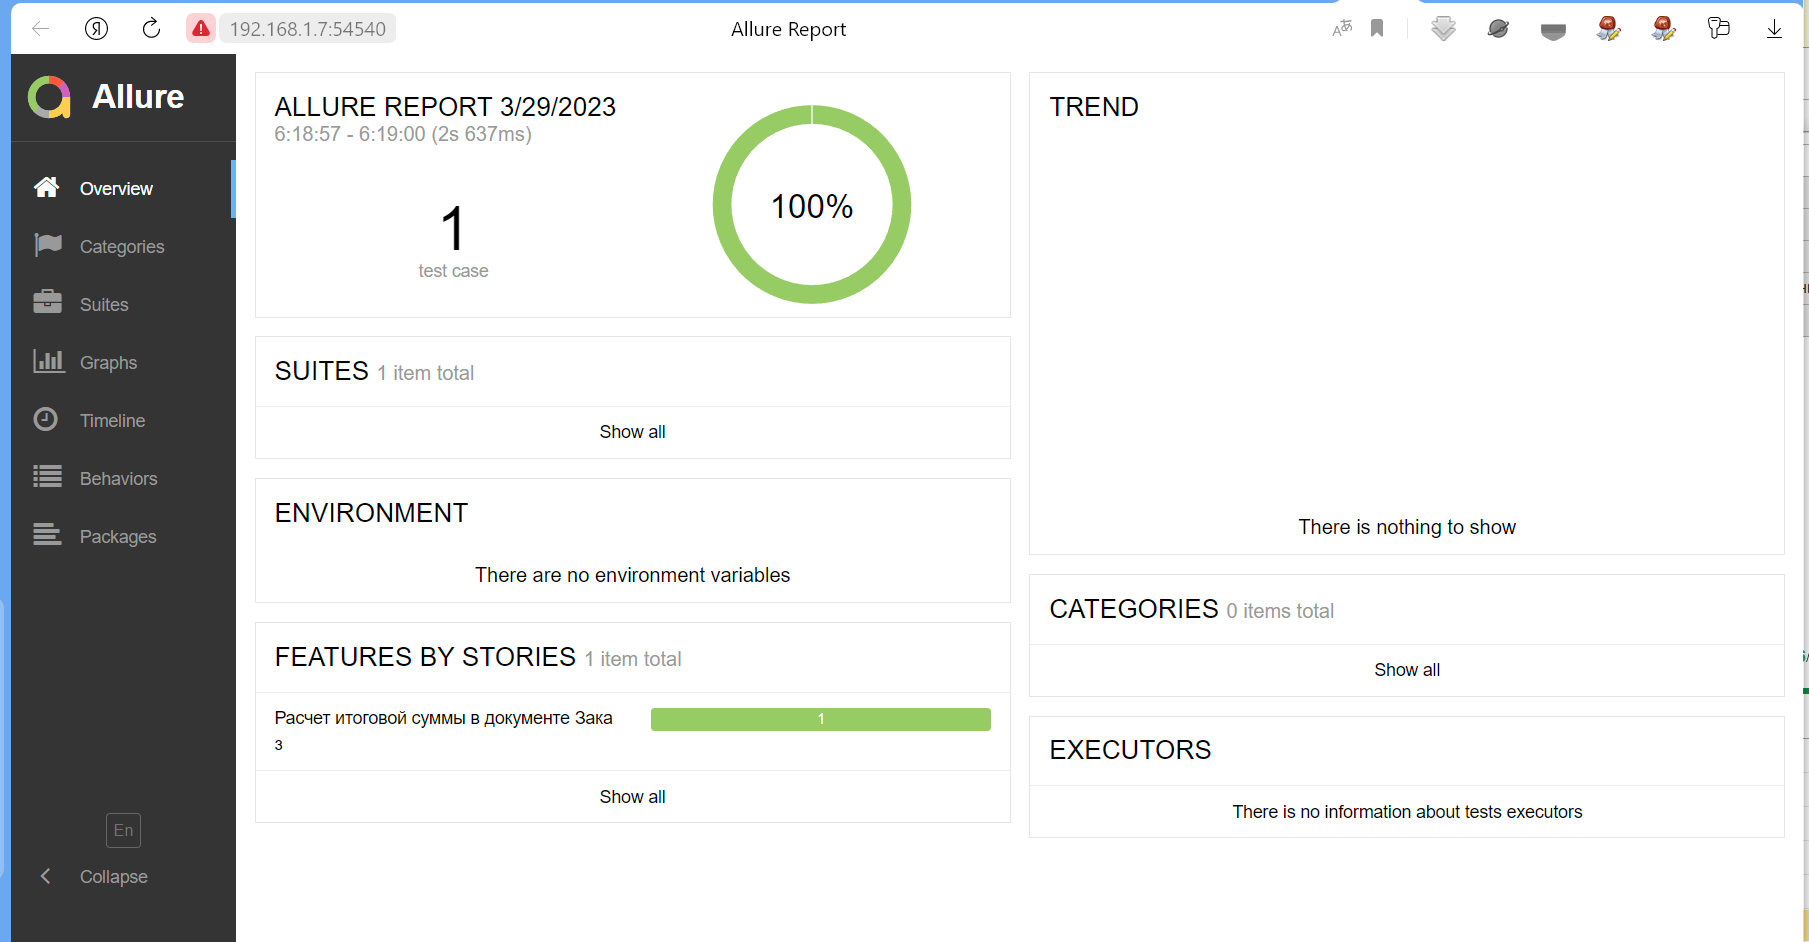 192.168.1.7:54540
Allure Report
Allure
Overview
Categories
Suites
Graphs
Timeline
Behaviors
Packages
En
Collapse
ALLURE REPORT 3/29/2023
6:18:57 - 6:19:00 (2s 637ms)
1
test case
100%
SUITES 1 item total
Show all
ENVIRONMENT
There are no environment variables
FEATURES BY STORIES 1 item total
Расчет итоговой суммы в документе Зака
з
1
Show all
TREND
There is nothing to show
CATEGORIES 0 items total
Show all
EXECUTORS
There is no information about tests executors